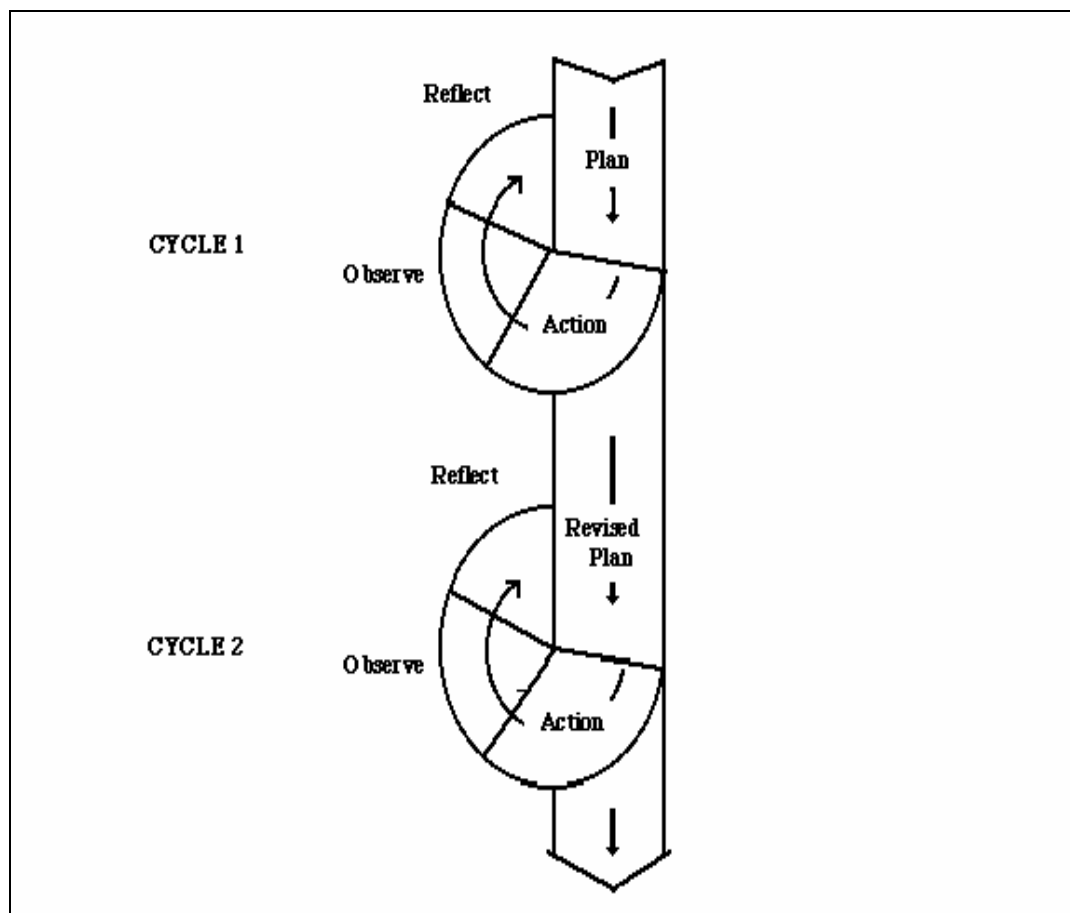 Reflect
Plan
CYCLE 1
Observe
Action
Reflect
Revised
Plan
CYCLE 2
Observe
Action